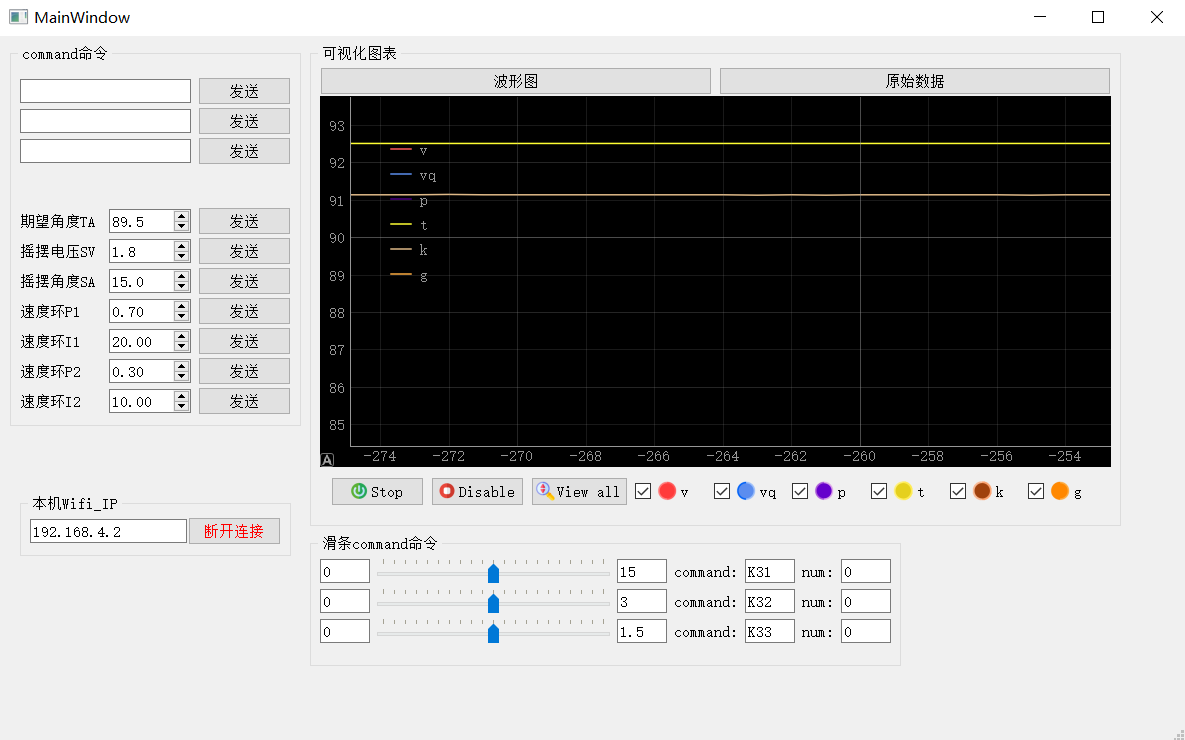 MainWindow
command命令
发送
发送
发送
期望角度TA 89.5 发送
摇摆电压SV 1.8 发送
摇摆角度SA 15.0 发送
速度环P1 0.70 发送
速度环I1 20.00 发送
速度环P2 0.30 发送
速度环I2 10.00 发送
本机Wifi_IP
192.168.4.2 断开连接
可视化图表
波形图 原始数据
93
92
91
90
89
88
87
86
85
v
vq
p
t
k
g
A
-274 -272 -270 -268 -266 -264 -262 -260 -258 -256 -254
Stop Disable View all v vq p t k g
滑条command命令
0 15 command: K31 num: 0
0 3 command: K32 num: 0
0 1.5 command: K33 num: 0